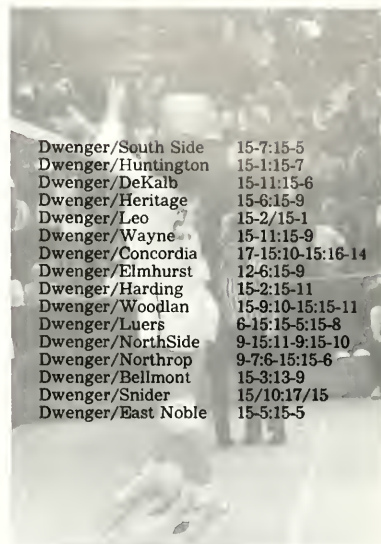 Dwenger/South Side 15-7:15-5
Dwenger/Huntington 15-1:15-7
Dwenger/DeKalb 15-11:15-6
Dwenger/Heritage 15-6:15-9
Dwenger/Leo 15-2/15-1
Dwenger/Wayne 15-11:15-9
Dwenger/Concordia 17-15:10-15:16-14
Dwenger/Elmhurst 12-6:15-9
Dwenger/Harding 15-2:15-11
Dwenger/Woodlan 15-9:10-15:15-11
Dwenger/Luers 6-15:15-5:15-8
Dwenger/NorthSide 9-15:11-9:15-10
Dwenger/Northrop 9-7:6-15:15-6
Dwenger/Bellmont 15-3:13-9
Dwenger/Snider 15/10:17/15
Dwenger/East Noble 15-5:15-5